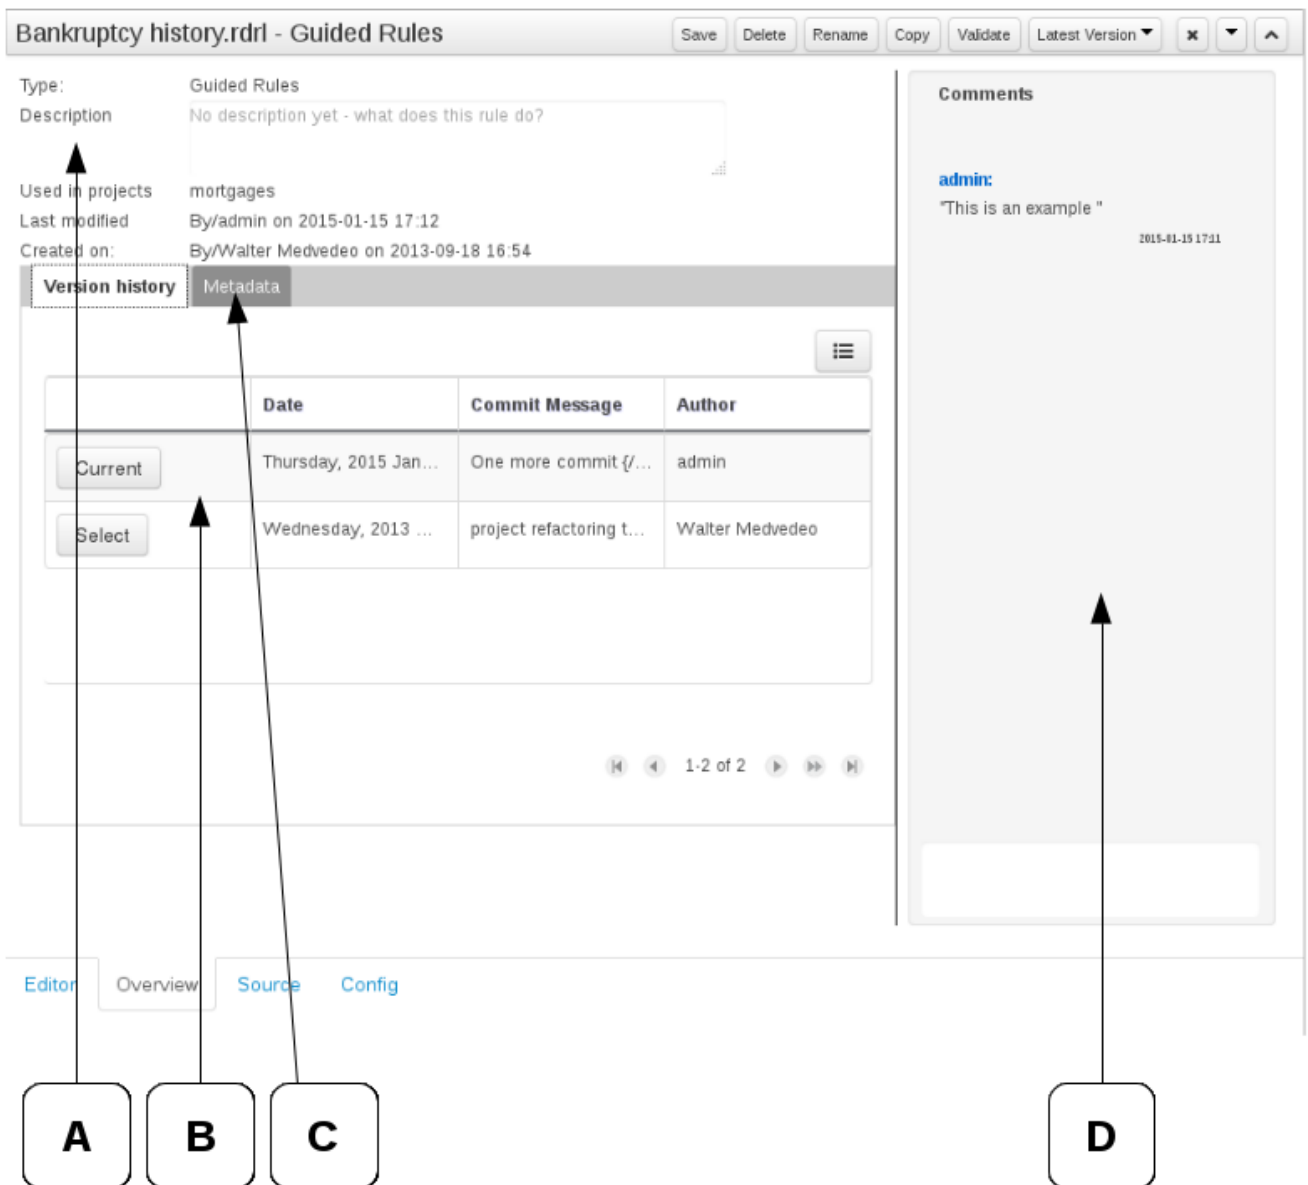 Bankruptcy history.rdrl - Guided Rules
Save Delete Rename Copy Validate Latest Version
Type: Guided Rules
Description No description yet - what does this rule do?
Used in projects mortgages
Last modified By/admin on 2015-01-15 17:12
Created on: By/Walter Medvedeo on 2013-09-18 16:54
Comments
admin:
"This is an example "
2015-01-15 17:11
Version history Metadata
Date Commit Message Author
Current Thursday, 2015 Jan... One more commit {/... admin
Select Wednesday, 2013 ... project refactoring t... Walter Medvedeo
1-2 of 2
Editor Overview Source Config
A B C D